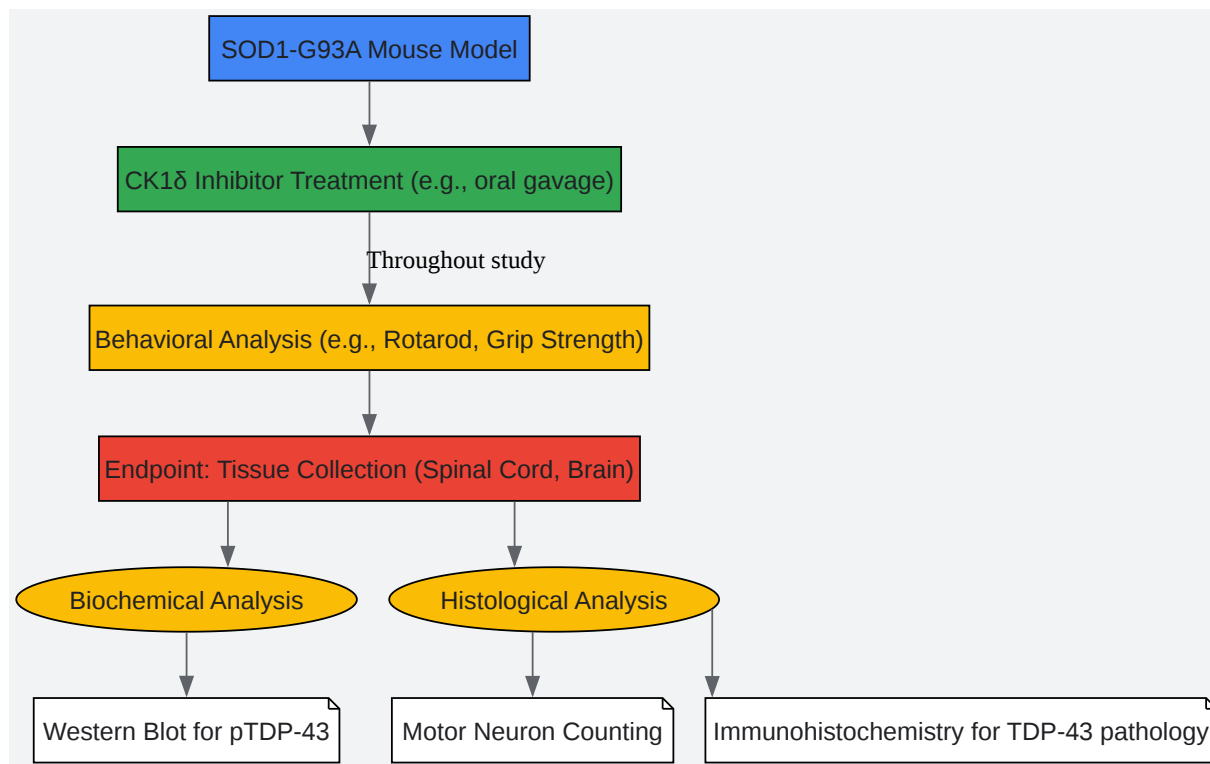 SOD1-G93A Mouse Model
CK1δ Inhibitor Treatment (e.g., oral gavage)
Throughout study
Behavioral Analysis (e.g., Rotarod, Grip Strength)
Endpoint: Tissue Collection (Spinal Cord, Brain)
Biochemical Analysis
Histological Analysis
Western Blot for pTDP-43
Motor Neuron Counting
Immunohistochemistry for TDP-43 pathology